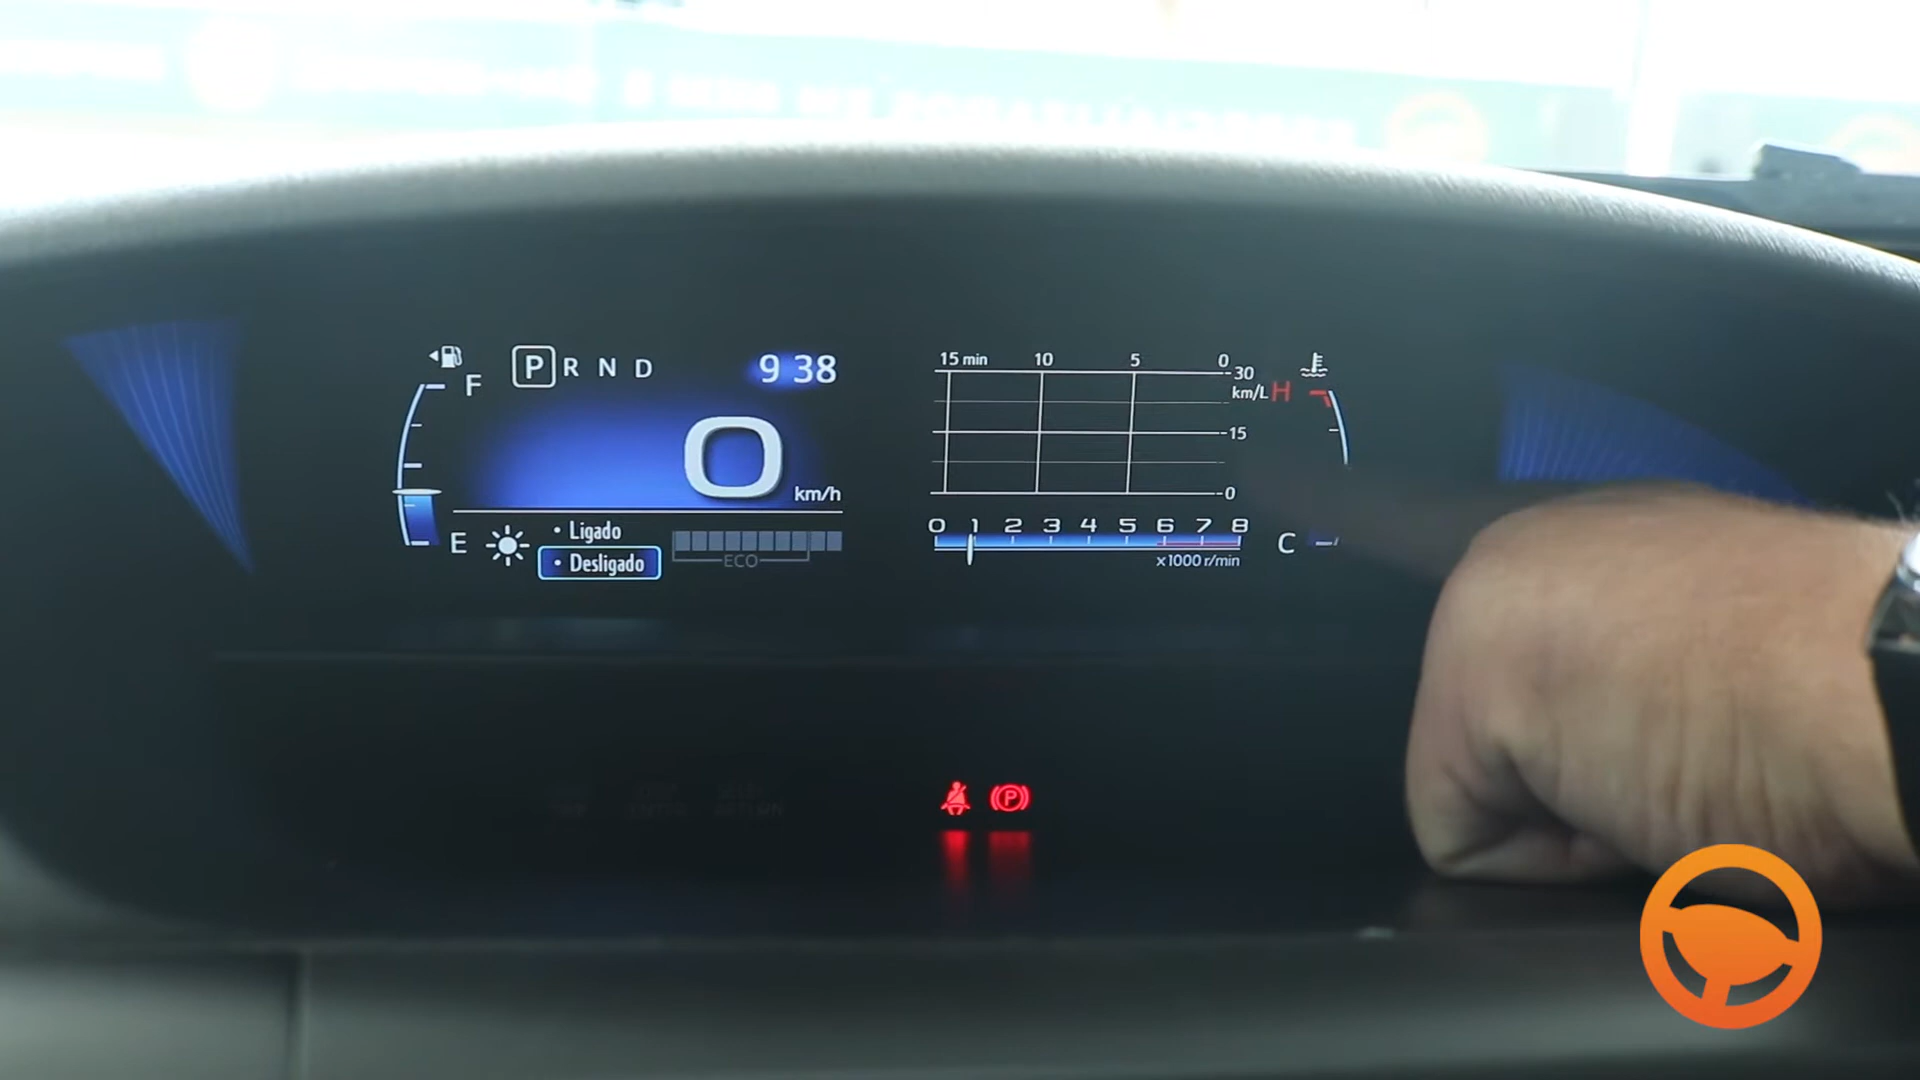 F
P R N D
9 38
0
km/h
E
• Ligado
• Desligado
ECO
15 min 10 5 0
30
km/L
H
15
0
0 1 2 3 4 5 6 7 8
x1000 r/min
C
P